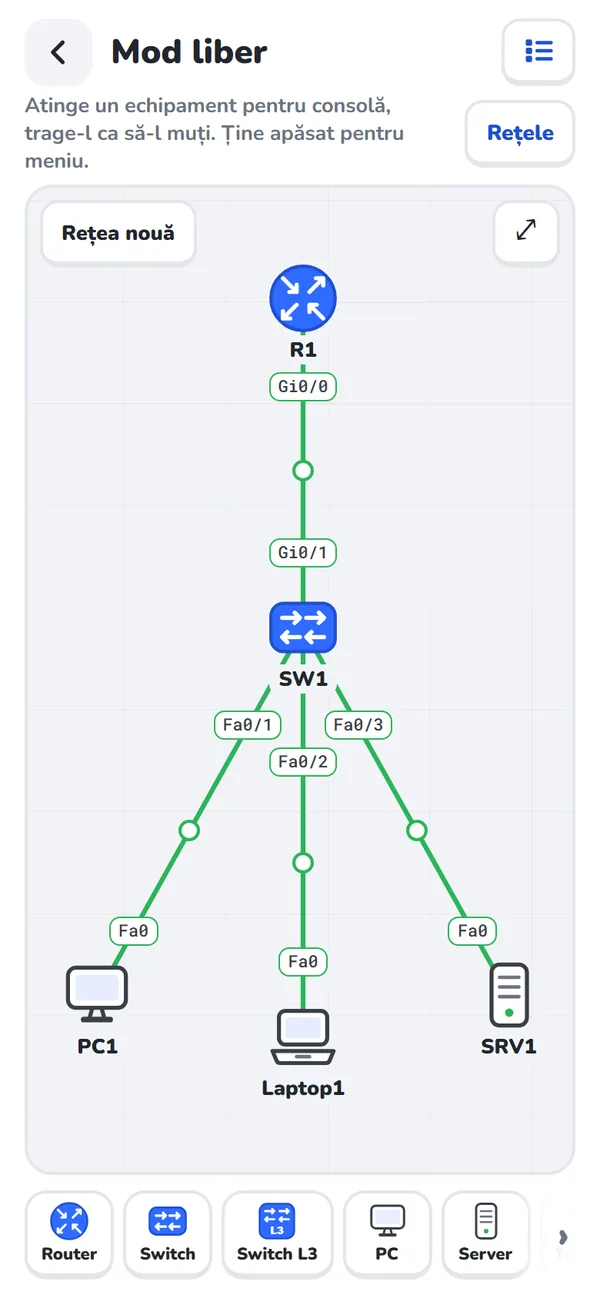 Mod liber
Atinge un echipament pentru consolă,
trage-l ca să-l muți. Ține apăsat pentru
meniu.
Rețele
Rețea nouă
R1
Gi0/0
Gi0/1
SW1
Fa0/1
Fa0/3
Fa0/2
Fa0
Fa0
Fa0
PC1
SRV1
Laptop1
L3
Router
Switch
Switch L3
PC
Server